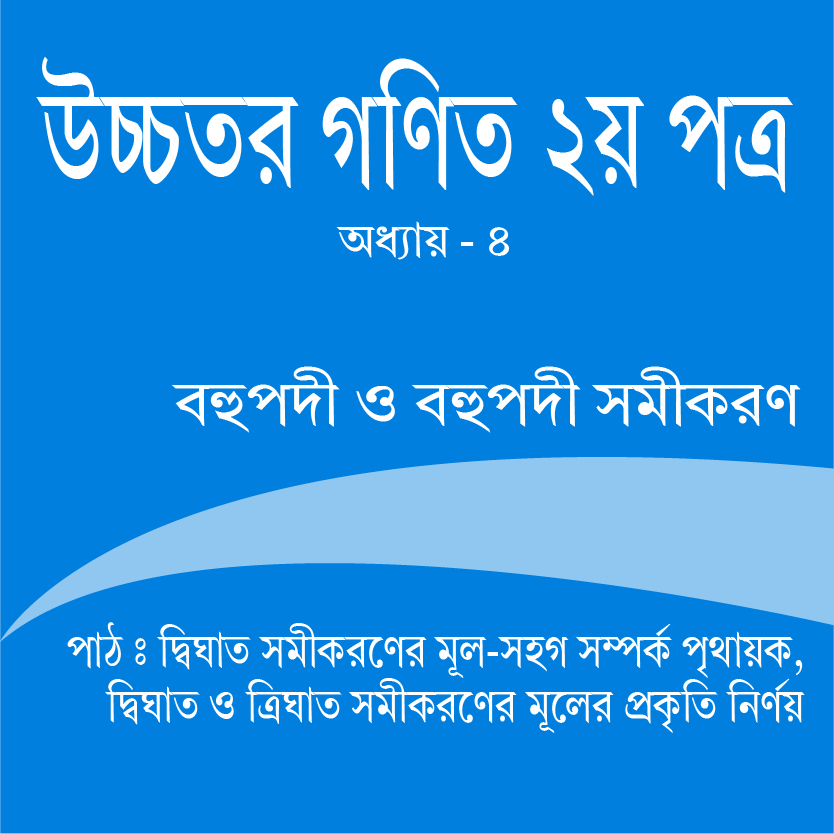 উচ্চতর গণিত ২য় পত্র
অধ্যায় - ৪
বহুপদী ও বহুপদী সমীকরণ
পাঠ ঃ দ্বিঘাত সমীকরণের মূল-সহগ সম্পর্ক পৃথায়ক,
দ্বিঘাত ও ত্রিঘাত সমীকরণের মূলের প্রকৃতি নির্ণয়